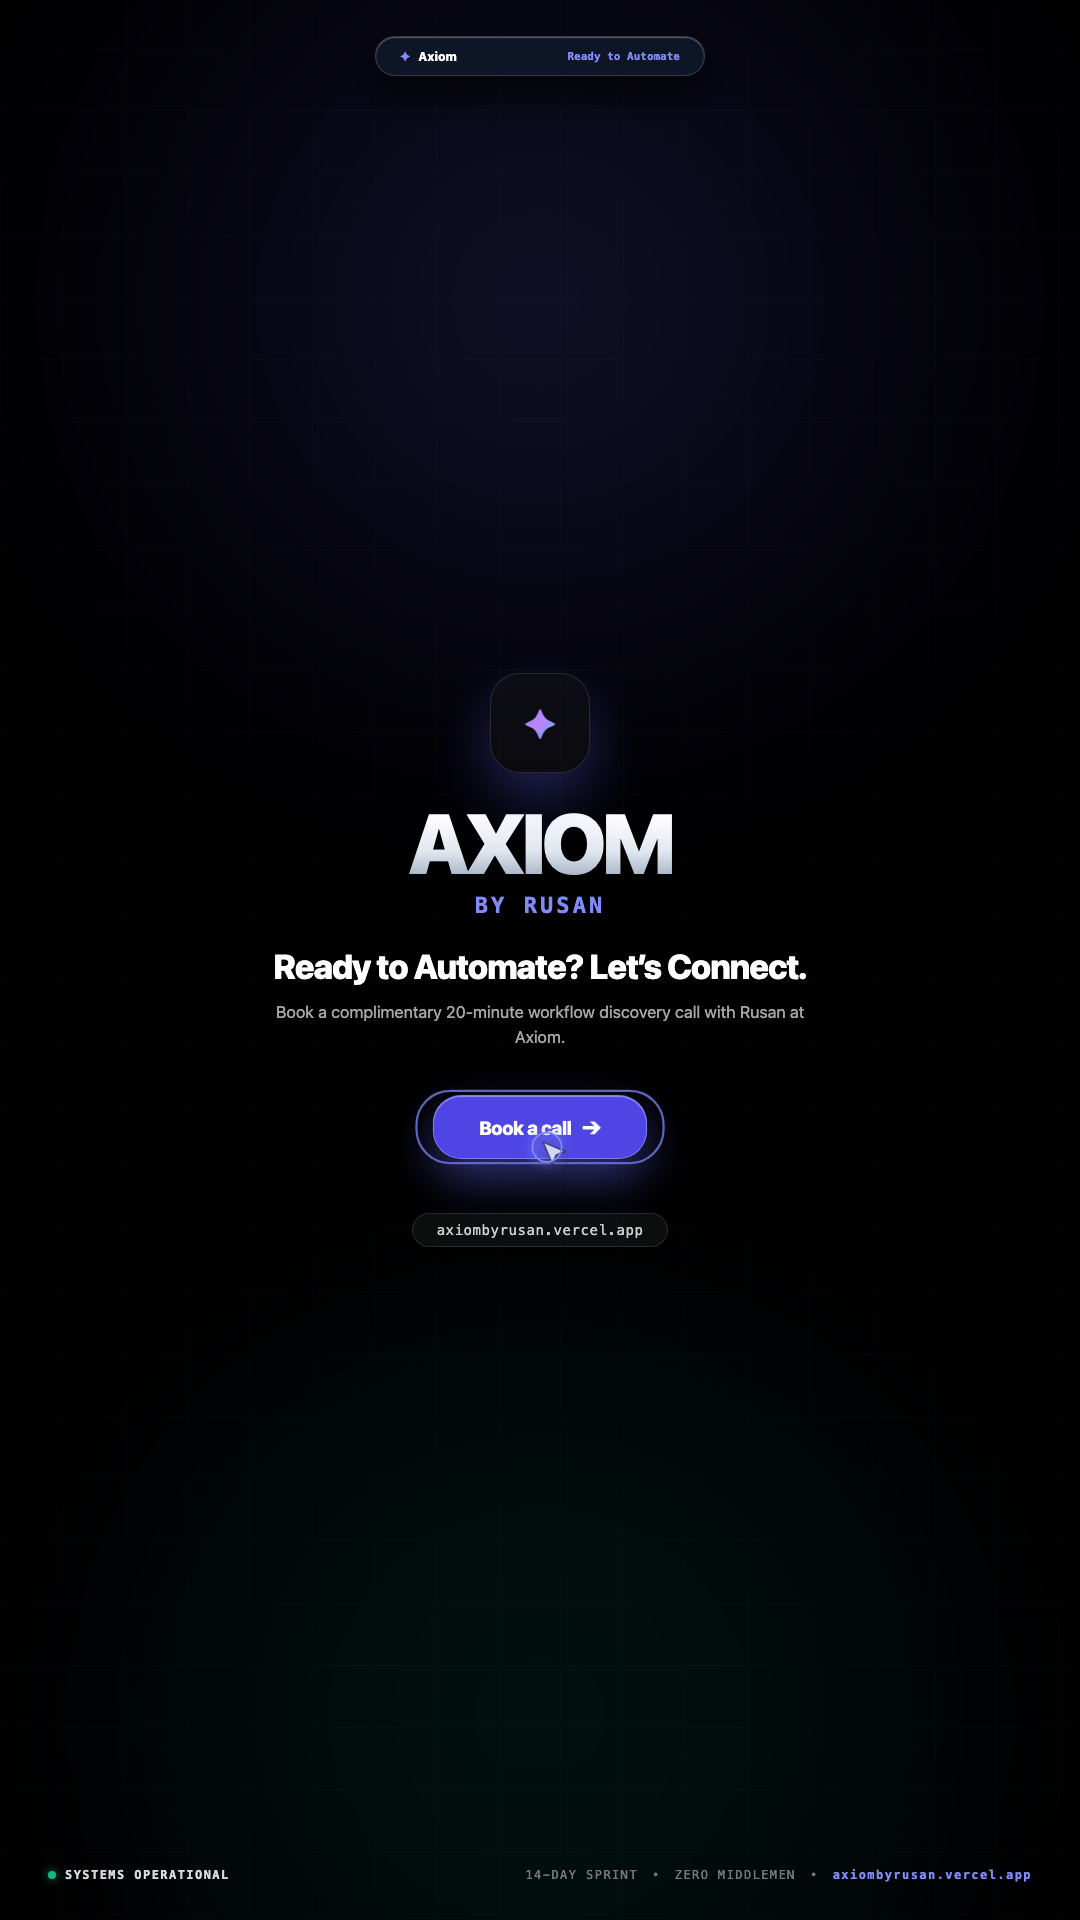 Axiom
Ready to Automate
AXIOM
BY RUSAN
Ready to Automate? Let's Connect.
Book a complimentary 20-minute workflow discovery call with Rusan at
Axiom.
Book a call ➔
axiombyrusan.vercel.app
SYSTEMS OPERATIONAL
14-DAY SPRINT • ZERO MIDDLEMEN • axiombyrusan.vercel.app